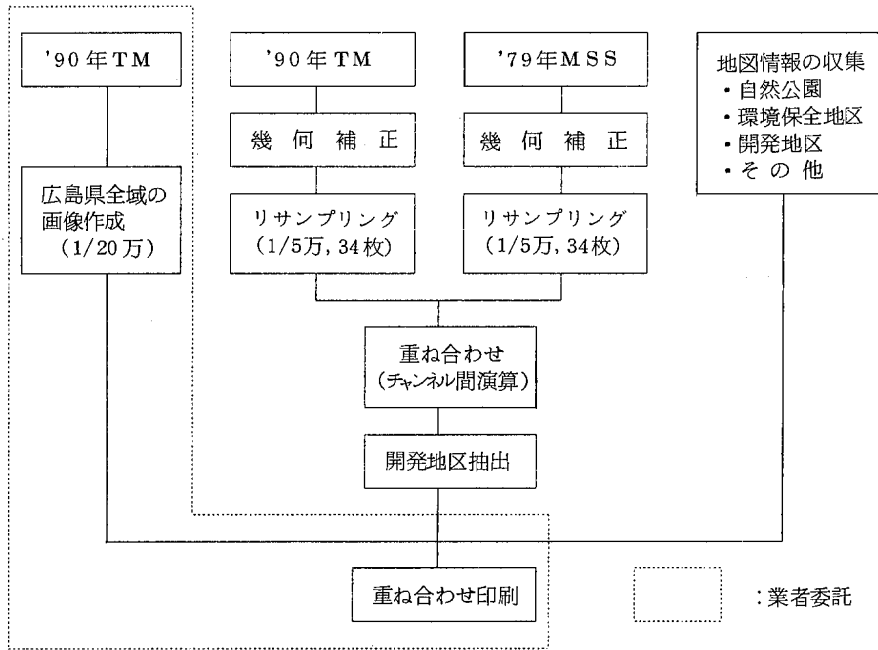 '90年TM
広島県全域の
画像作成
(1/20万)
'90年TM
幾何補正
リサンプリング
(1/5万,34枚)
'79年MSS
幾何補正
リサンプリング
(1/5万,34枚)
地図情報の収集
・自然公園
・環境保全地区
・開発地区
・その他
重ね合わせ
(チャンネル間演算)
開発地区抽出
重ね合わせ印刷
:業者委託